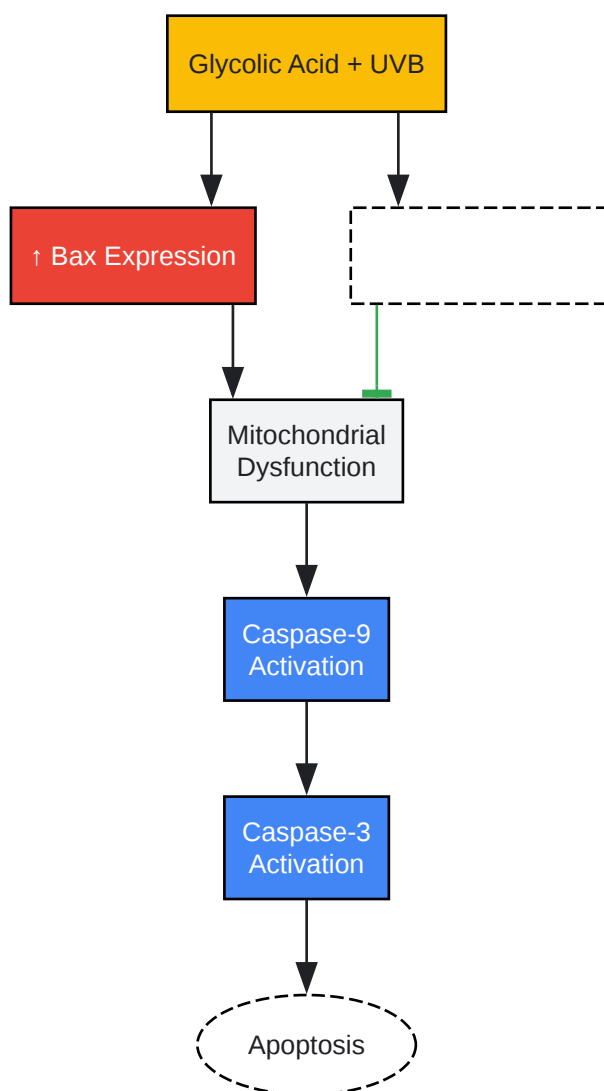 Glycolic Acid + UVB
↑ Bax Expression
Mitochondrial
Dysfunction
Caspase-9
Activation
Caspase-3
Activation
Apoptosis